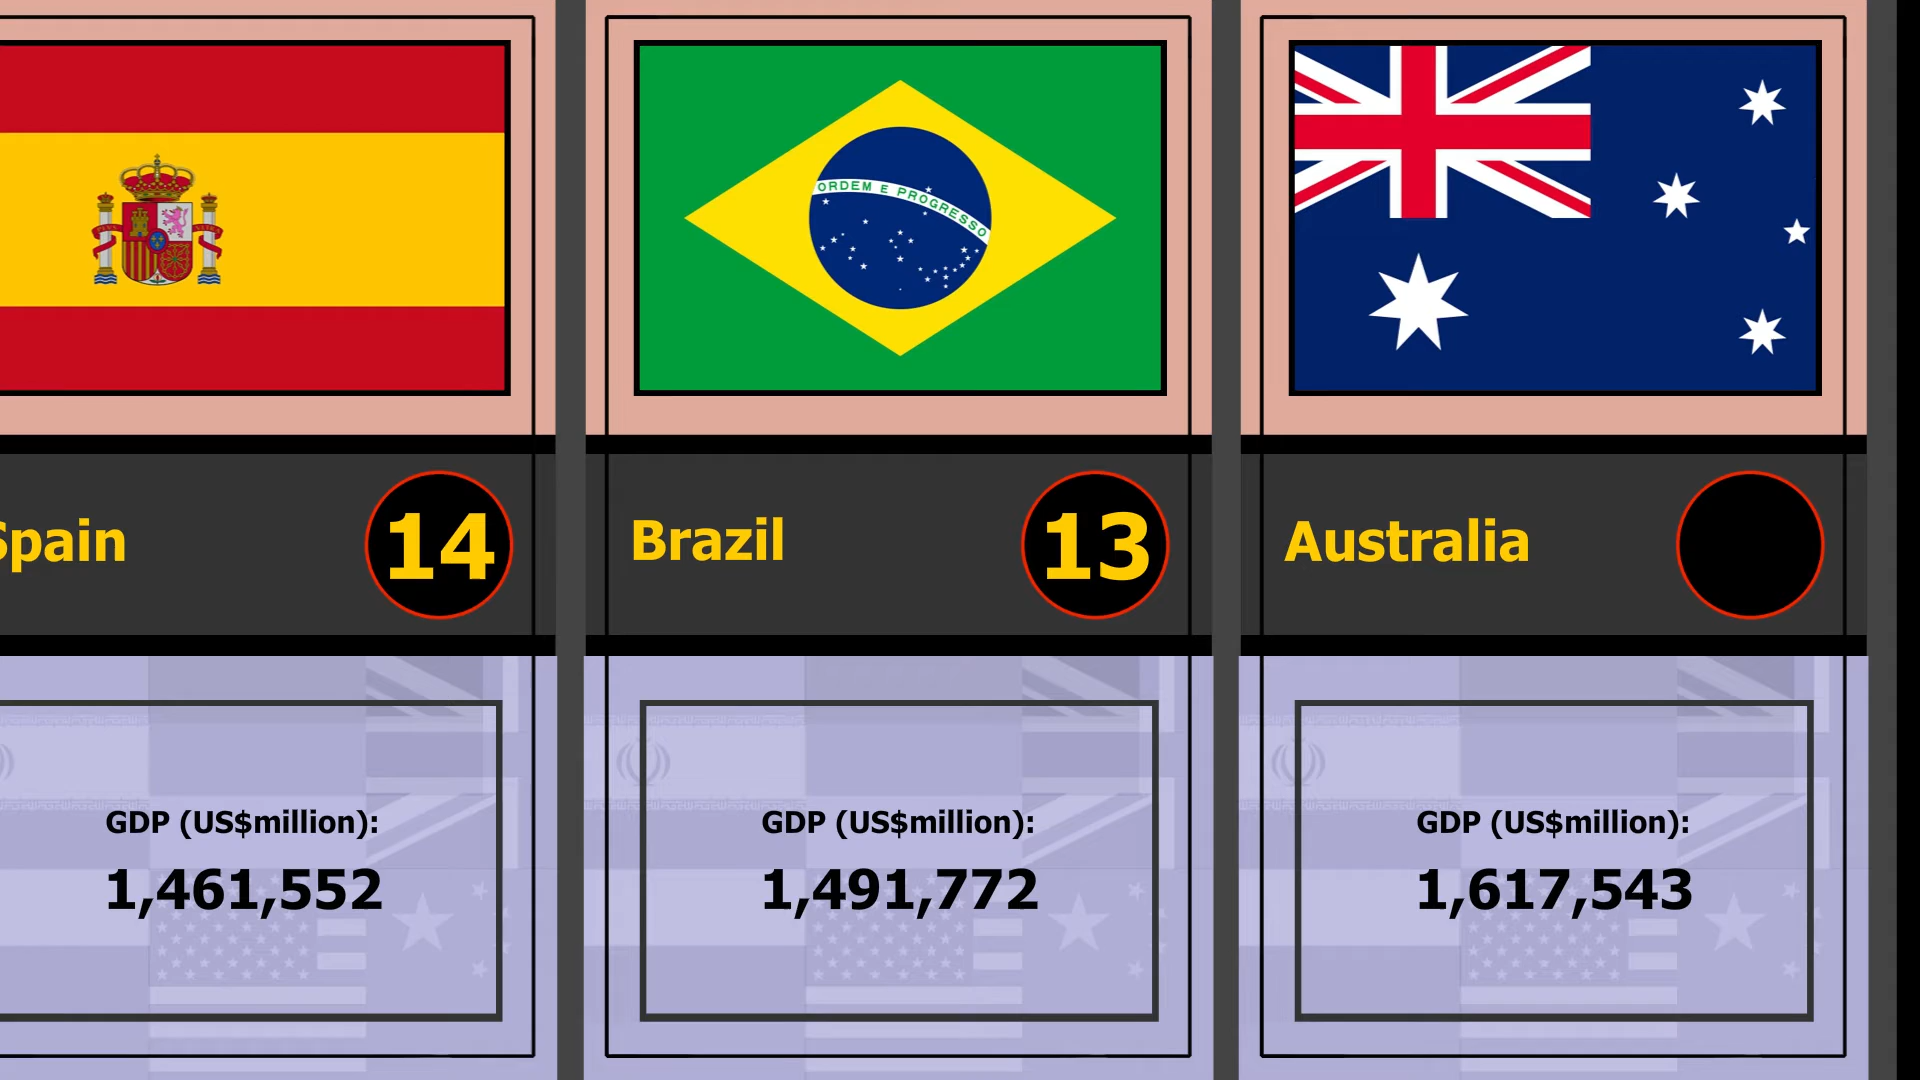 ORDEM E PROGRESSO
Spain
14
Brazil
13
Australia
GDP (US$million):
1,461,552
GDP (US$million):
1,491,772
GDP (US$million):
1,617,543